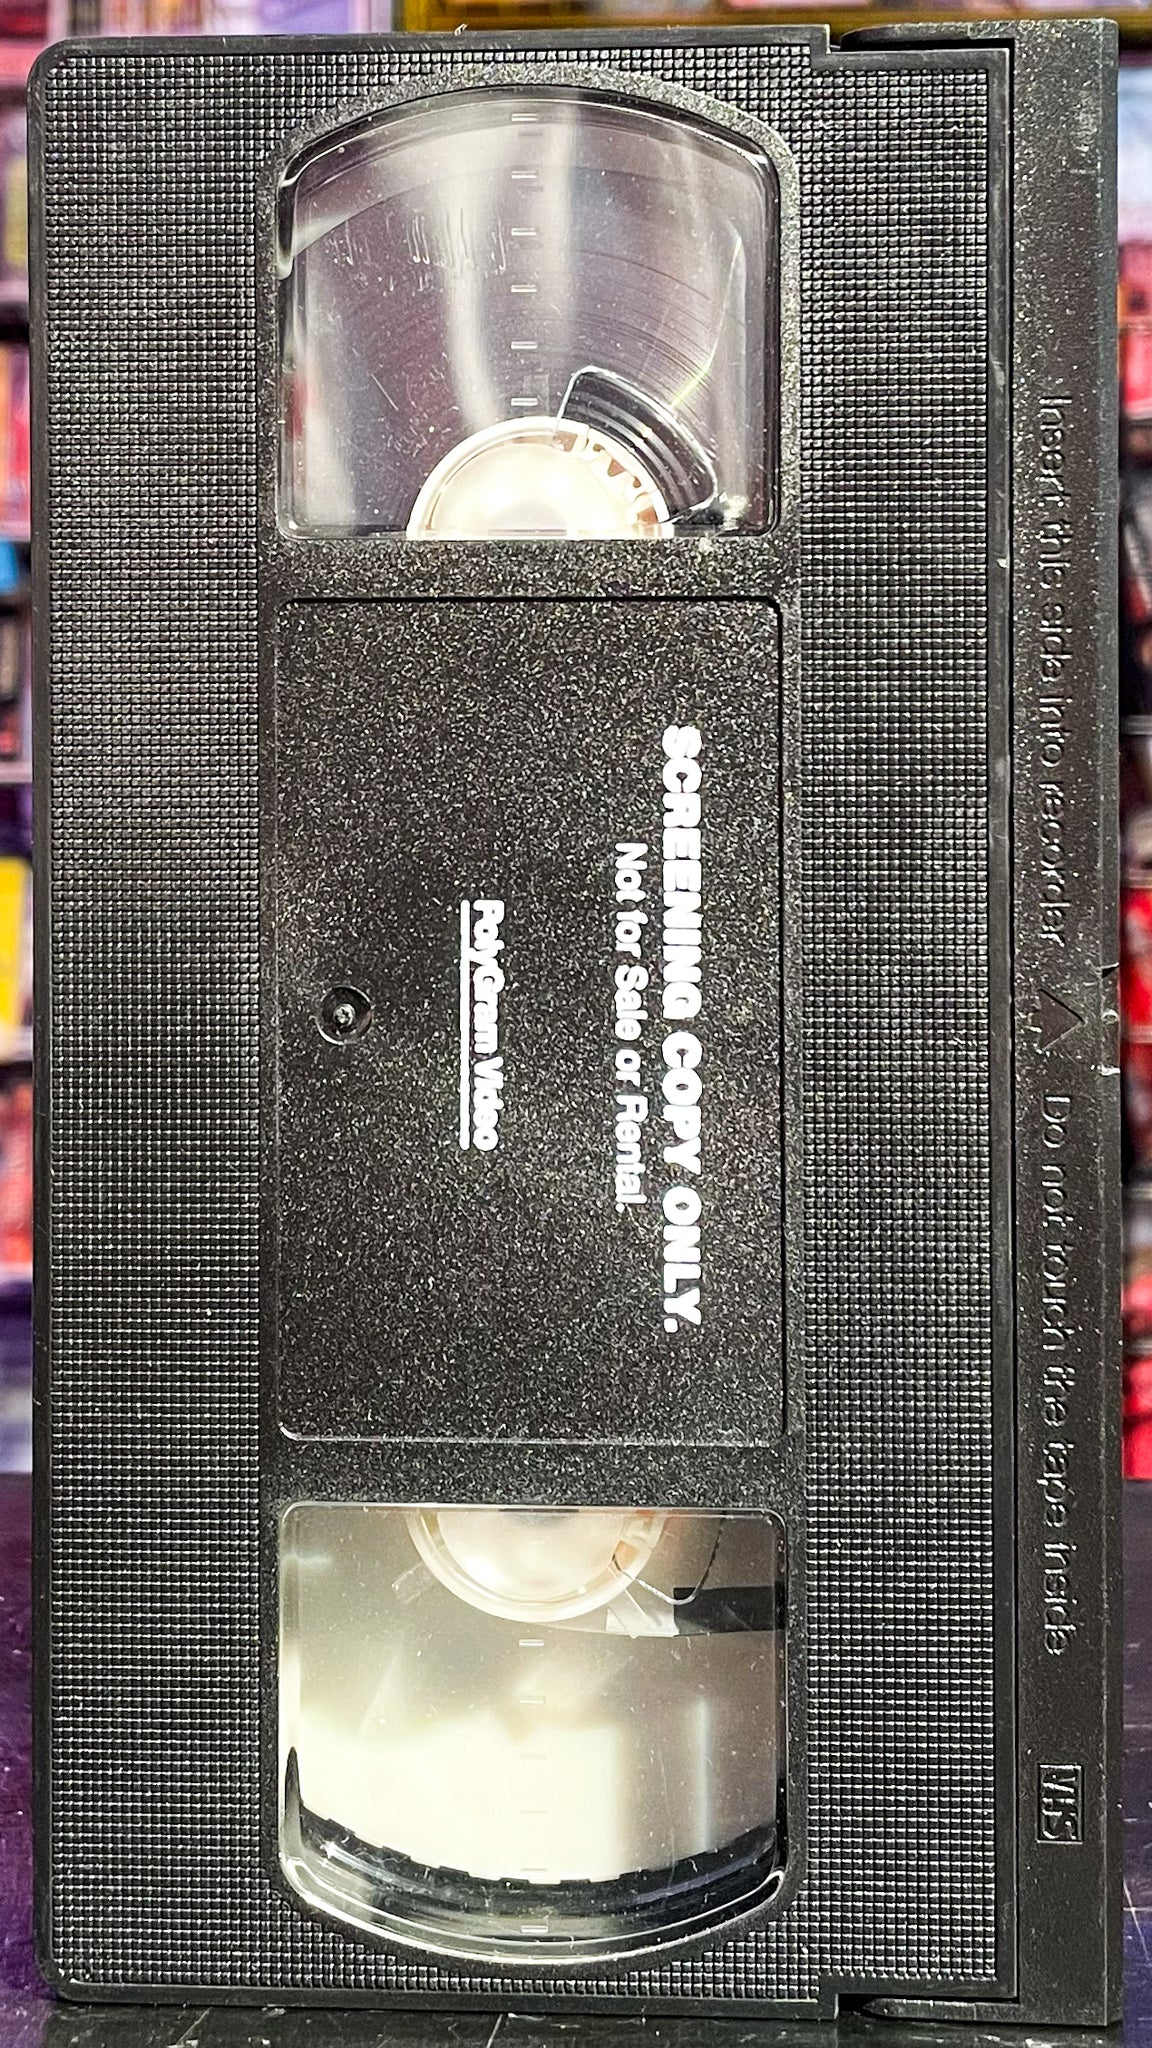 SCREENING COPY ONLY.
Not for Sale or Rental.
PolyGram Video
Insert this side into recorder
Do not touch the tape inside
VHS